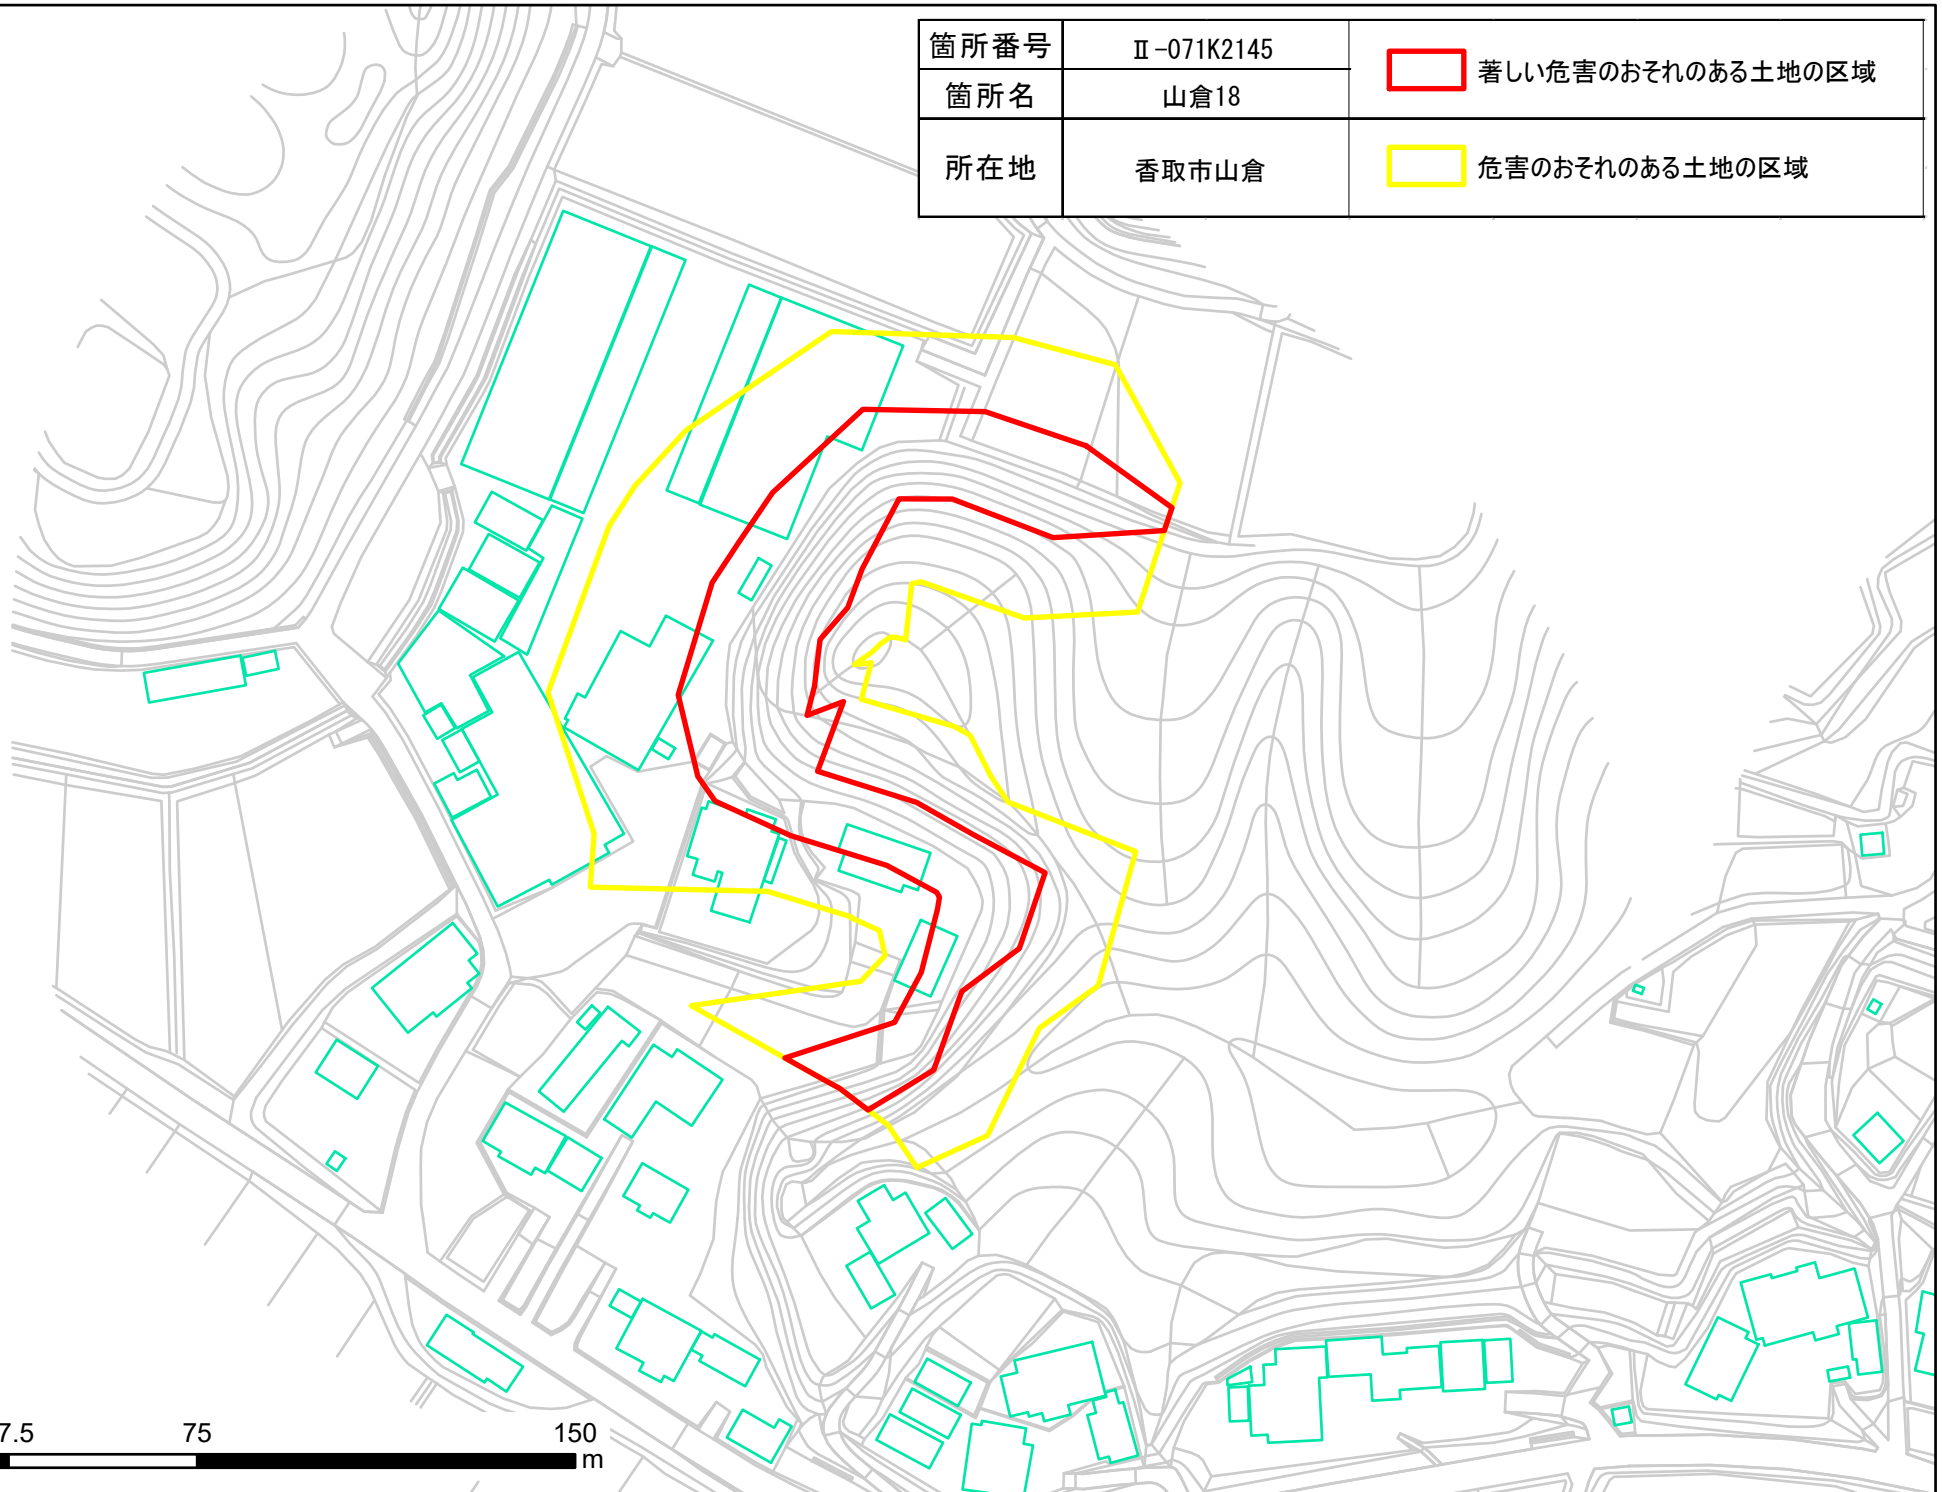 箇所番号 Ⅱ-071K2145
著しい危害のおそれのある土地の区域
箇所名 山倉18
所在地 香取市山倉
危害のおそれのある土地の区域
7.5 75 150
m